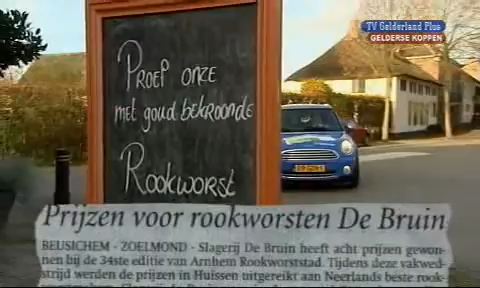 TV Gelderland Plus
GELDERSE KOPPEN
PROEF ONZE
met goud bekroonde
ROOKWORST
Prijzen voor rookworsten De Bruin
BEUSICHEM - ZOELMOND - Slagerij De Bruin heeft acht prijzen gewon-
nen bij de 34ste editie van Arnhem Rookworststad. Tijdens deze vakwed-
strijd werden de prijzen in Huissen uitgereikt aan Neerlands beste rook-